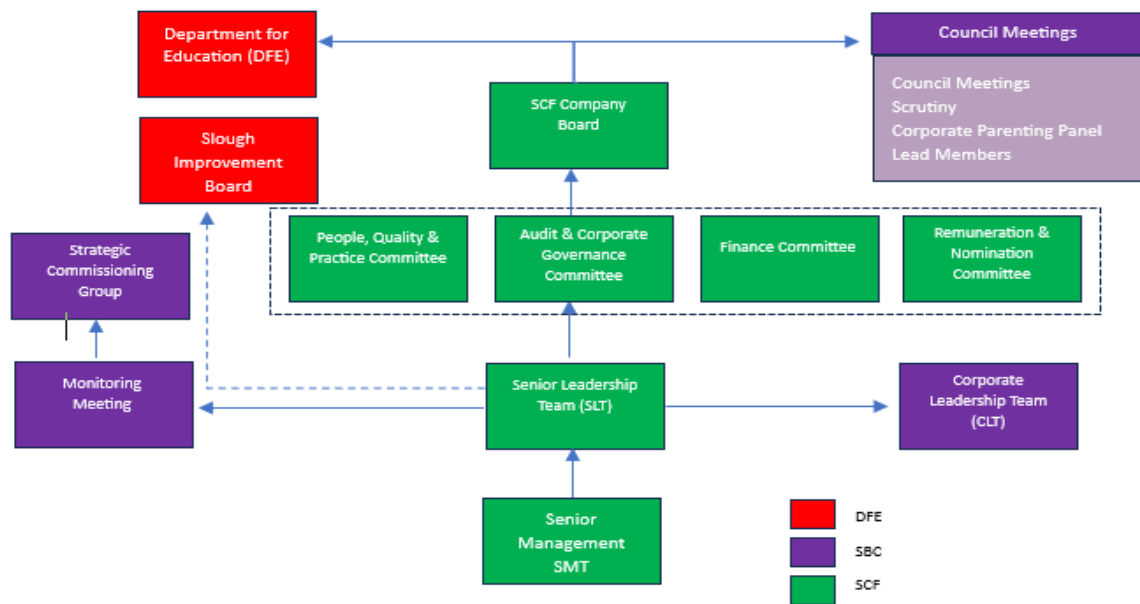 Department for
Education (DFE)
Council Meetings
SCF Company
Board
Council Meetings
Scrutiny
Corporate Parenting Panel
Lead Members
Slough
Improvement
Board
Strategic
Commissioning
Group
People, Quality &
Practice Committee
Audit & Corporate
Governance
Committee
Finance Committee
Remuneration &
Nomination
Committee
Monitoring
Meeting
Senior Leadership
Team (SLT)
Corporate
Leadership Team
(CLT)
Senior
Management
SMT
DFE
SBC
SCF